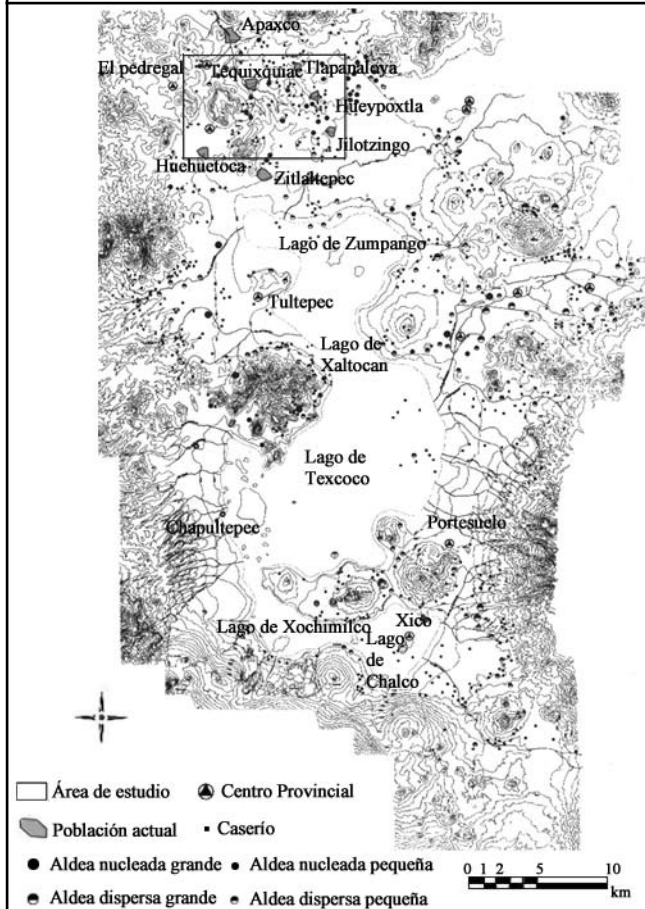 Apaxco
El pedregal
Tequixquiac
Tlapanaloya
Hueypoxtla
Jilotzingo
Huehuetoca
Zitlaltepec
Lago de Zumpango
Tultepec
Lago de
Xaltocan
Lago de
Texcoco
Chapultepec
Portesuelo
Lago de Xochimilco
Xico
Lago
de
Chalco
Área de estudio
Centro Provincial
Población actual
Caserío
Aldea nucleada grande
Aldea nucleada pequeña
Aldea dispersa grande
Aldea dispersa pequeña
0 1 2 5 10
km